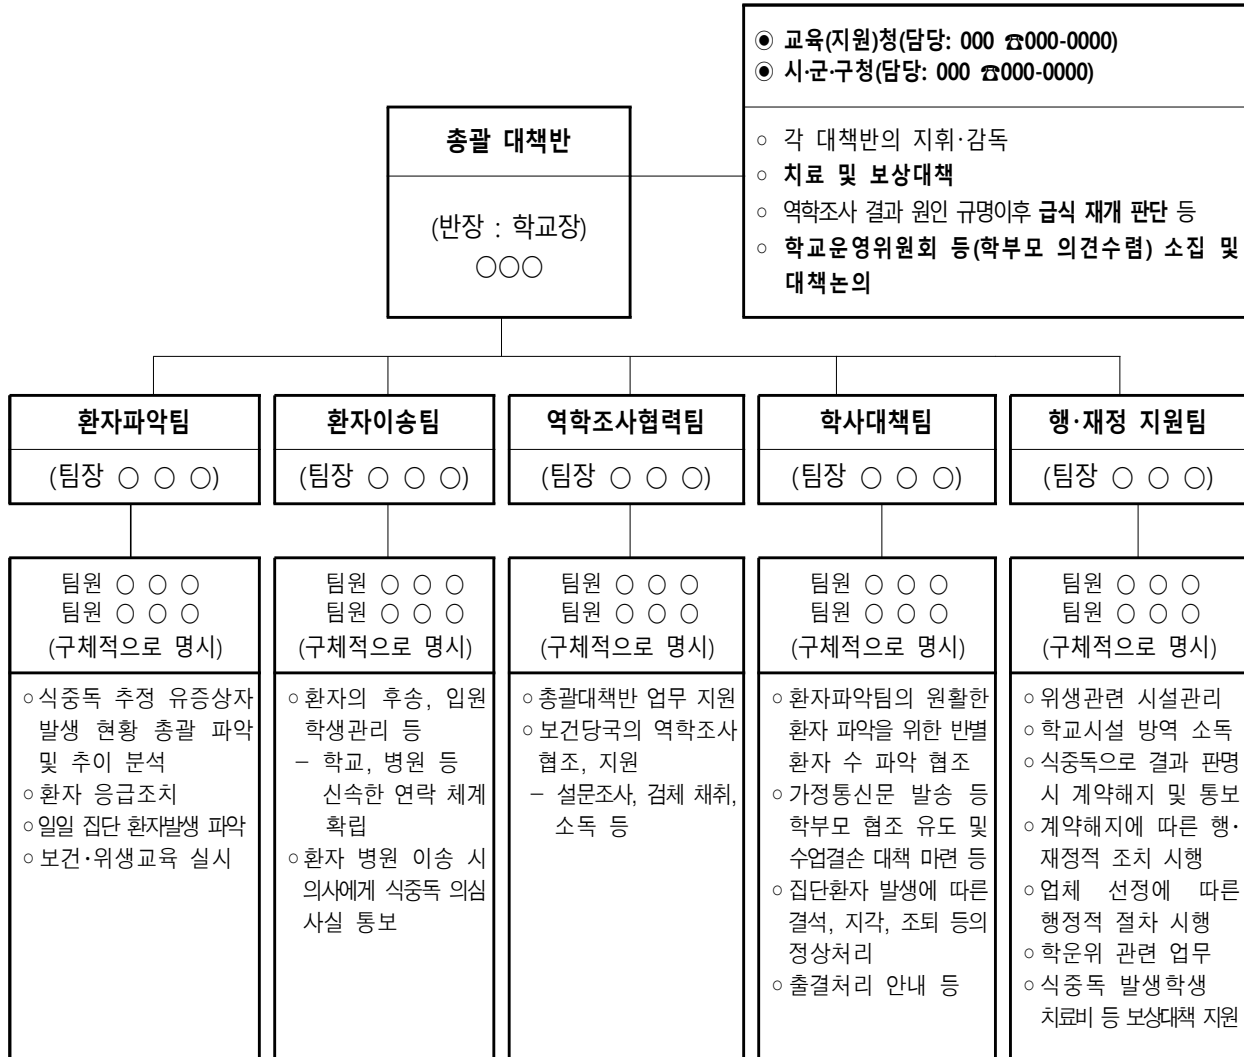 ◉ 교육(지원)청(담당: 000 ☎000-0000)
◉ 시·군·구청(담당: 000 ☎000-0000)
총괄 대책반
(반장 : 학교장)
○○○
○ 각 대책반의 지휘·감독
○ 치료 및 보상대책
○ 역학조사 결과 원인 규명이후 급식 재개 판단 등
○ 학교운영위원회 등(학부모 의견수렴) 소집 및
대책논의
환자파악팀
(팀장 ○ ○ ○)
팀원 ○ ○ ○
팀원 ○ ○ ○
(구체적으로 명시)
○식중독 추정 유증상자
발생 현황 총괄 파악
및 추이 분석
○환자 응급조치
○일일 집단 환자발생 파악
○보건·위생교육 실시
환자이송팀
(팀장 ○ ○ ○)
팀원 ○ ○ ○
팀원 ○ ○ ○
(구체적으로 명시)
○환자의 후송, 입원
학생관리 등
– 학교, 병원 등
신속한 연락 체계
확립
○환자 병원 이송 시
의사에게 식중독 의심
사실 통보
역학조사협력팀
(팀장 ○ ○ ○)
팀원 ○ ○ ○
팀원 ○ ○ ○
(구체적으로 명시)
○총괄대책반 업무 지원
○보건당국의 역학조사
협조, 지원
– 설문조사, 검체 채취,
소독 등
학사대책팀
(팀장 ○ ○ ○)
팀원 ○ ○ ○
팀원 ○ ○ ○
(구체적으로 명시)
○환자파악팀의 원활한
환자 파악을 위한 반별
환자 수 파악 협조
○가정통신문 발송 등
학부모 협조 유도 및
수업결손 대책 마련 등
○집단환자 발생에 따른
결석, 지각, 조퇴 등의
정상처리
○출결처리 안내 등
행·재정 지원팀
(팀장 ○ ○ ○)
팀원 ○ ○ ○
팀원 ○ ○ ○
(구체적으로 명시)
○위생관련 시설관리
○학교시설 방역 소독
○식중독으로 결과 판명
시 계약해지 및 통보
○계약해지에 따른 행·
재정적 조치 시행
○업체 선정에 따른
행정적 절차 시행
○학운위 관련 업무
○식중독 발생학생
치료비 등 보상대책 지원